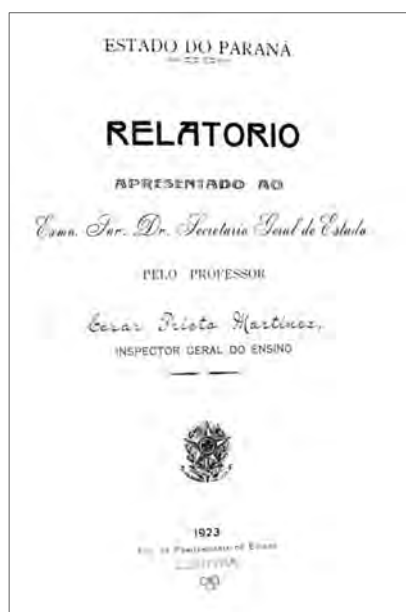 ESTADO DO PARANÁ
RELATORIO
APRESENTADO AO
Exmo. Snr. Dr. Secretario Geral de Estado
PELO PROFESSOR
Cesar Prieto Martinez,
INSPECTOR GERAL DO ENSINO
1923